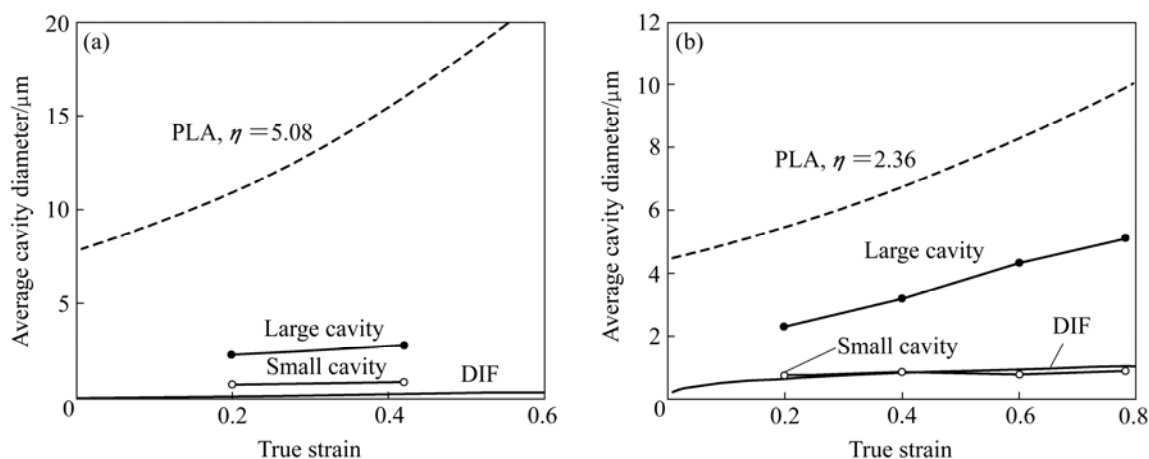 (a)
Average cavity diameter/μm
20
15
10
5
0
PLA, η＝5.08
Large cavity
Small cavity
DIF
0.2
0.4
0.6
True strain
(b)
Average cavity diameter/μm
12
10
8
6
4
2
0
PLA, η＝2.36
Large cavity
Small cavity
DIF
0.2
0.4
0.6
0.8
True strain